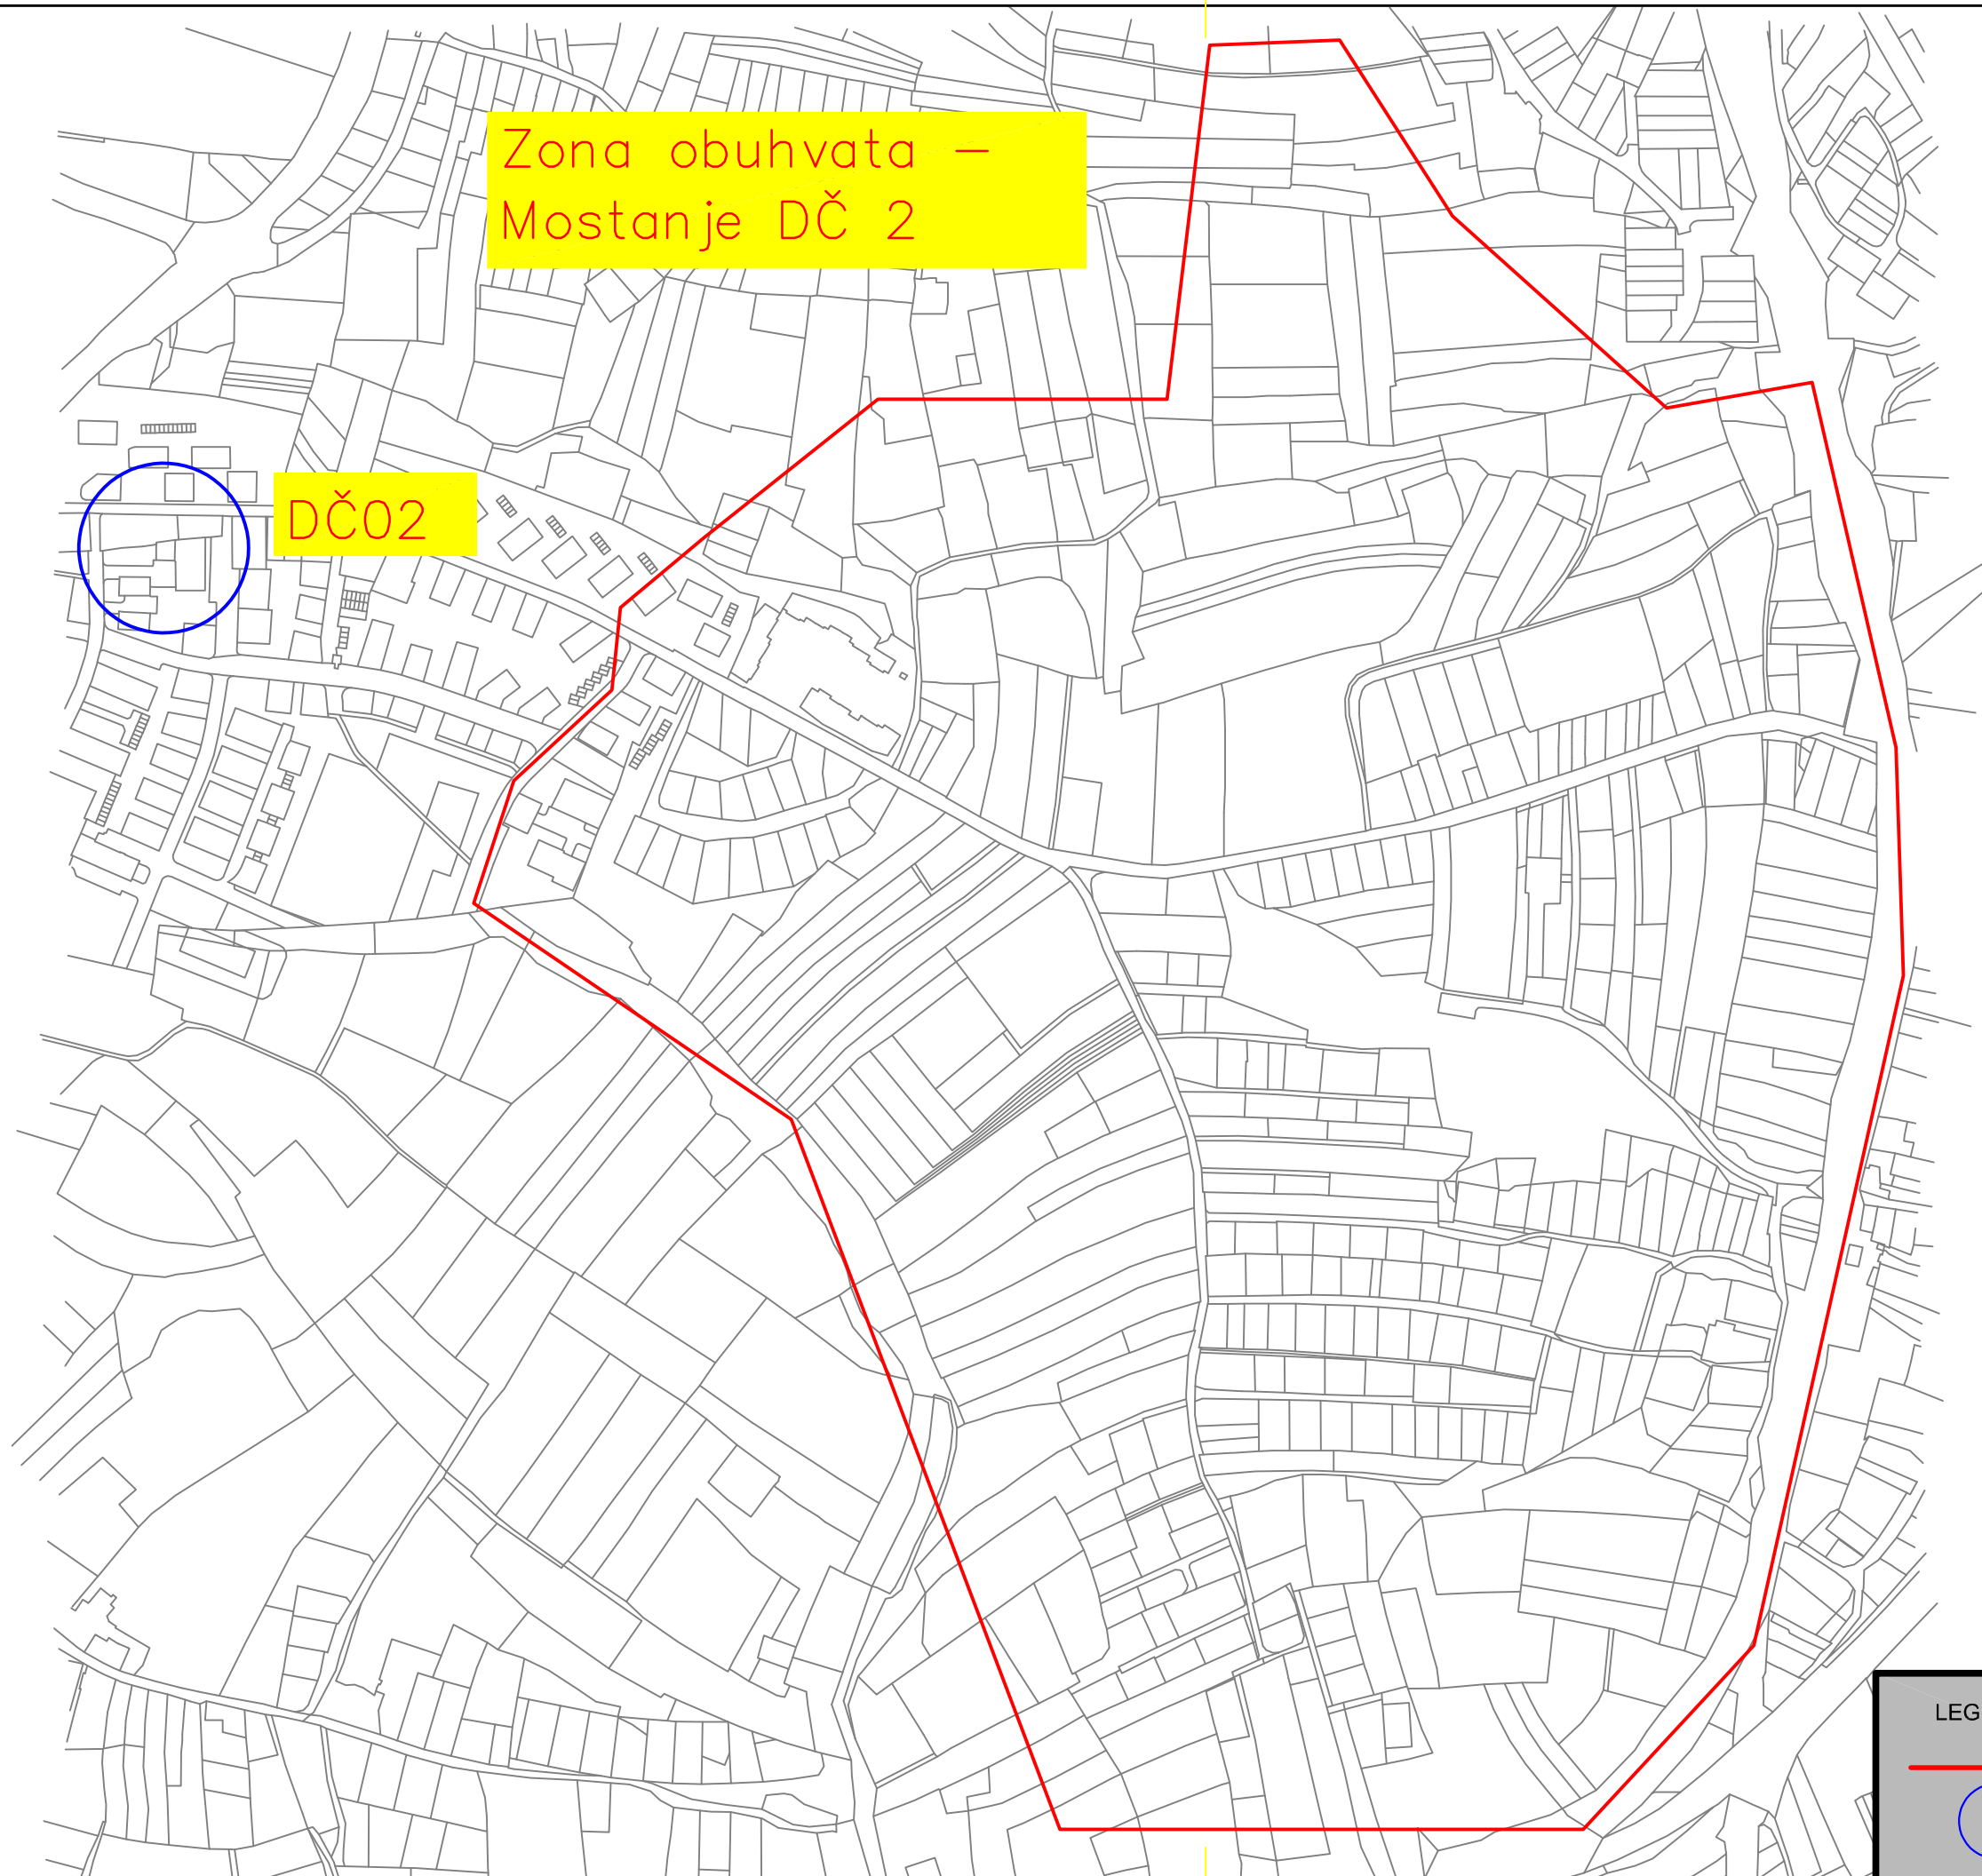 Zona obuhvata –
Mostanje DČ 2
DČ02
LEG